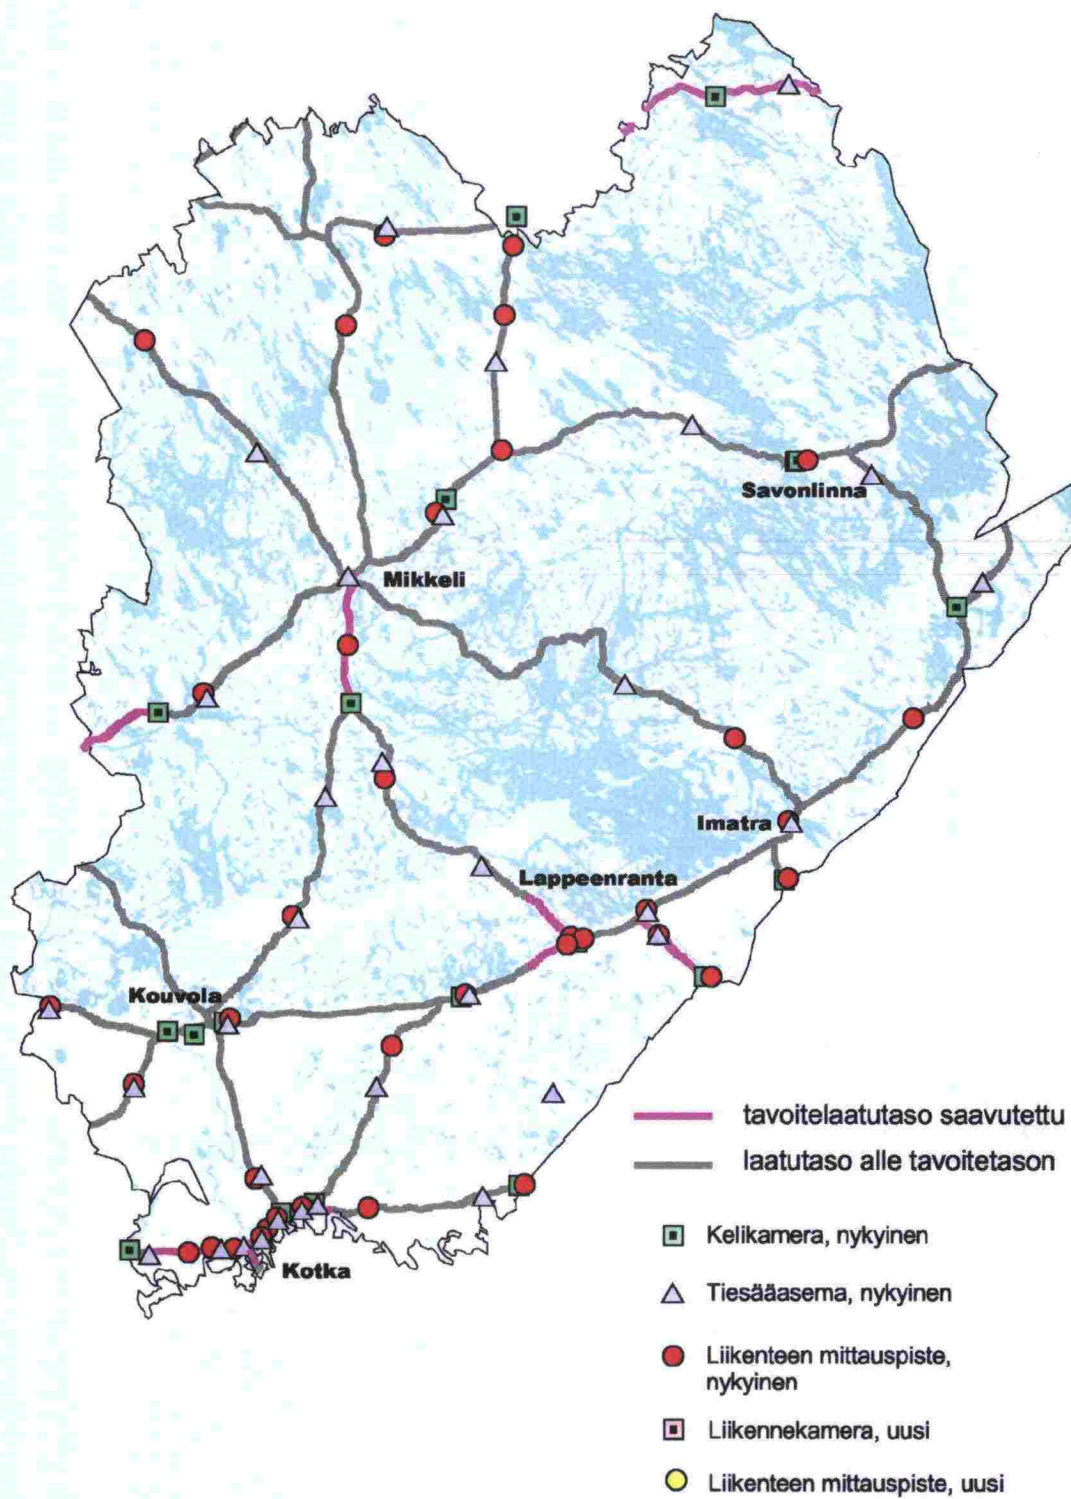 Savonlinna
Mikkeli
Imatra
Lappeenranta
Kouvola
Kotka
tavoitelaatutaso saavutettu
laatutaso alle tavoitetason
Kelikamera, nykyinen
Tiesääasema, nykyinen
Liikenteen mittauspiste,
nykyinen
Liikennekamera, uusi
Liikenteen mittauspiste, uusi